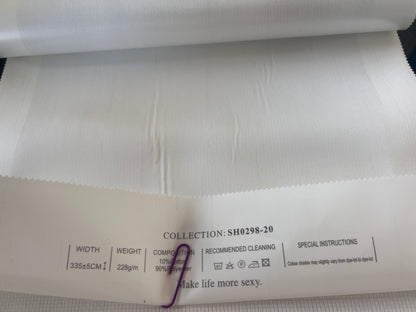 COLLECTION: SH0298-20
WIDTH
335±5CM
WEIGHT
228g/m
COMPOSITION
10%
90%Polyester
RECOMMENDED CLEANING
SPECIAL INSTRUCTIONS
Colour shades may slightly vary from dye-lot to dye-lot
Make life more sexy.